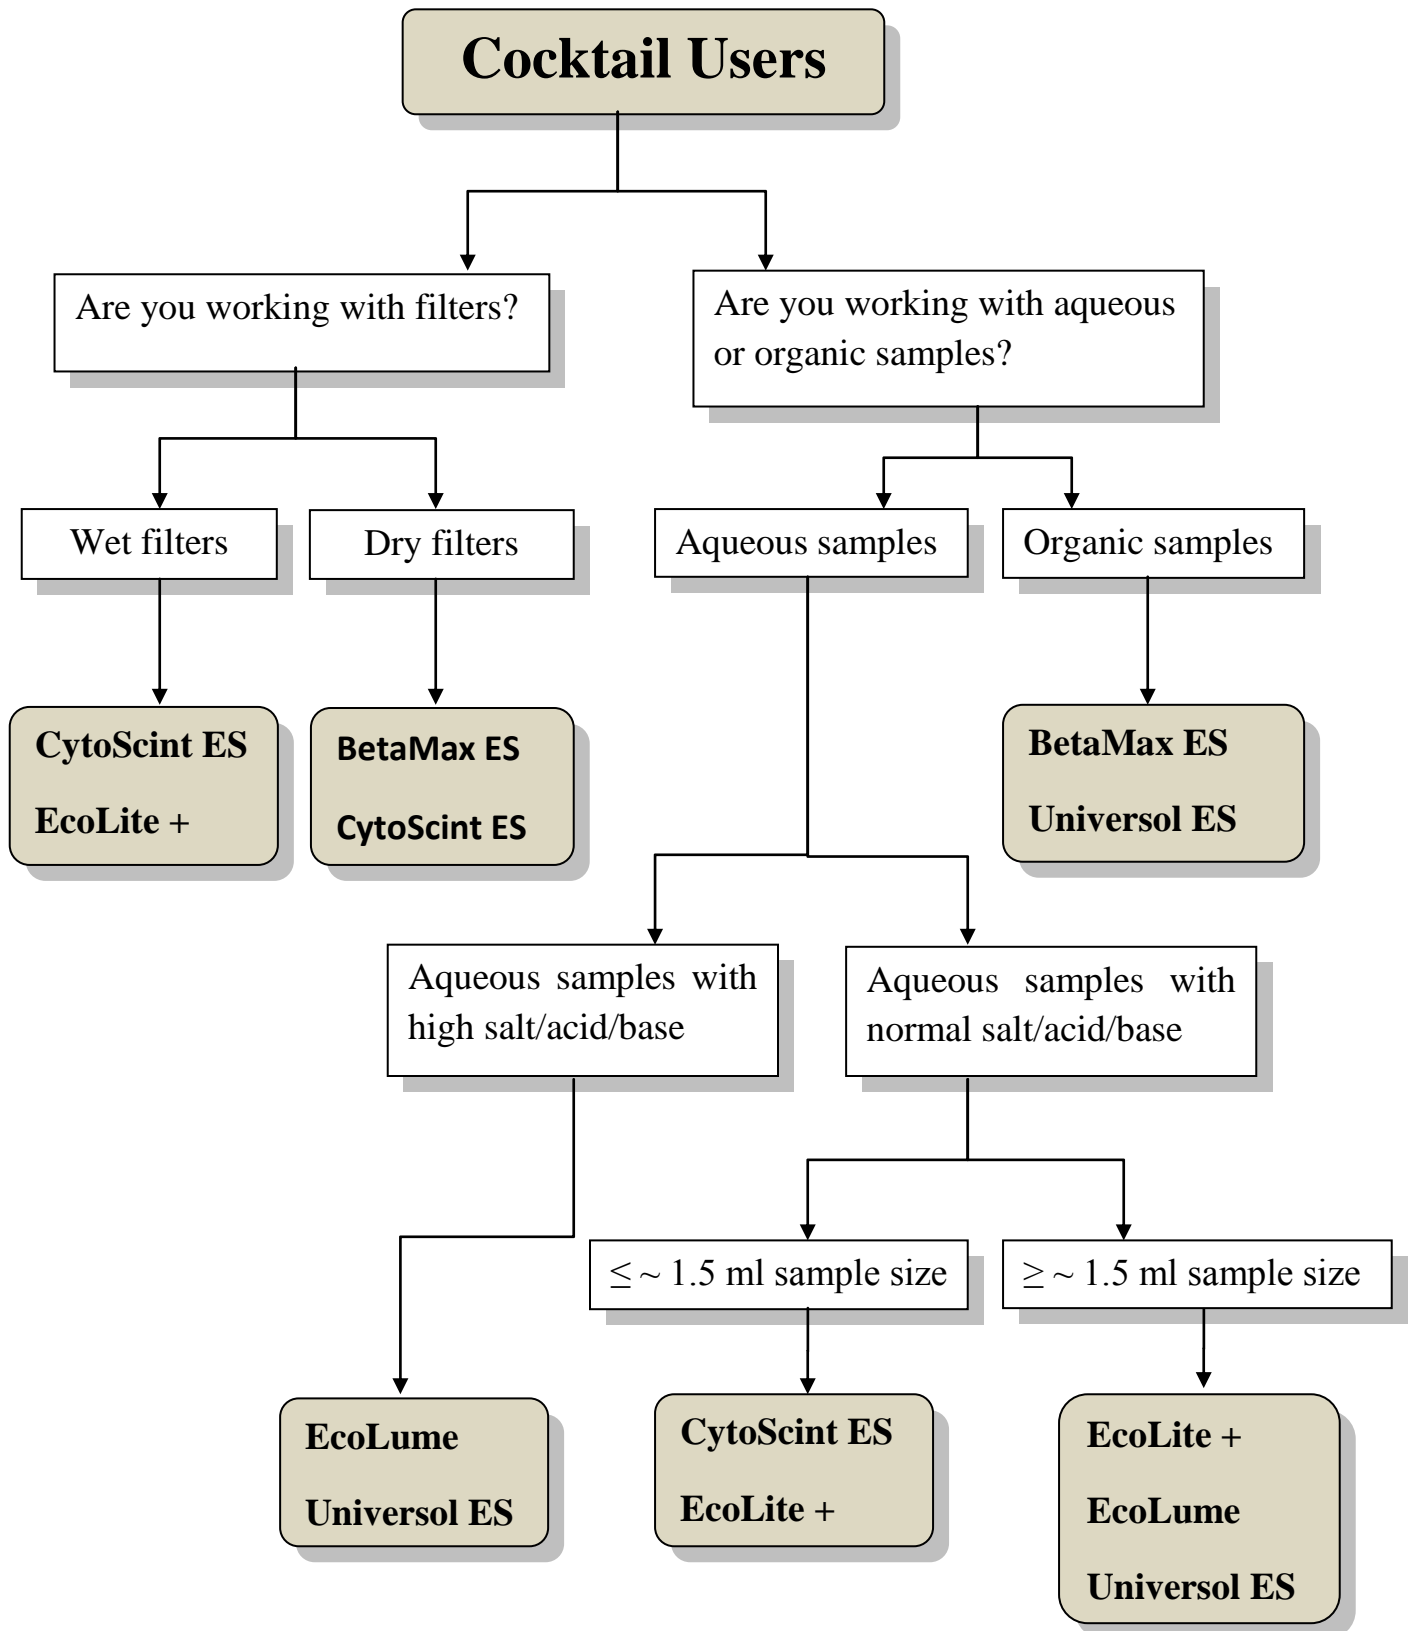 Cocktail Users
Are you working with filters?
Are you working with aqueous
or organic samples?
Wet filters
Dry filters
Aqueous samples
Organic samples
CytoScint ES
EcoLite +
BetaMax ES
CytoScint ES
BetaMax ES
Universol ES
Aqueous samples with
high salt/acid/base
Aqueous samples with
normal salt/acid/base
≤ ~ 1.5 ml sample size
≥ ~ 1.5 ml sample size
EcoLume
Universol ES
CytoScint ES
EcoLite +
EcoLite +
EcoLume
Universol ES